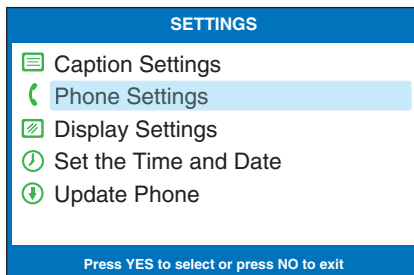 SETTINGS
Caption Settings
Phone Settings
Display Settings
Set the Time and Date
Update Phone
Press YES to select or press NO to exit